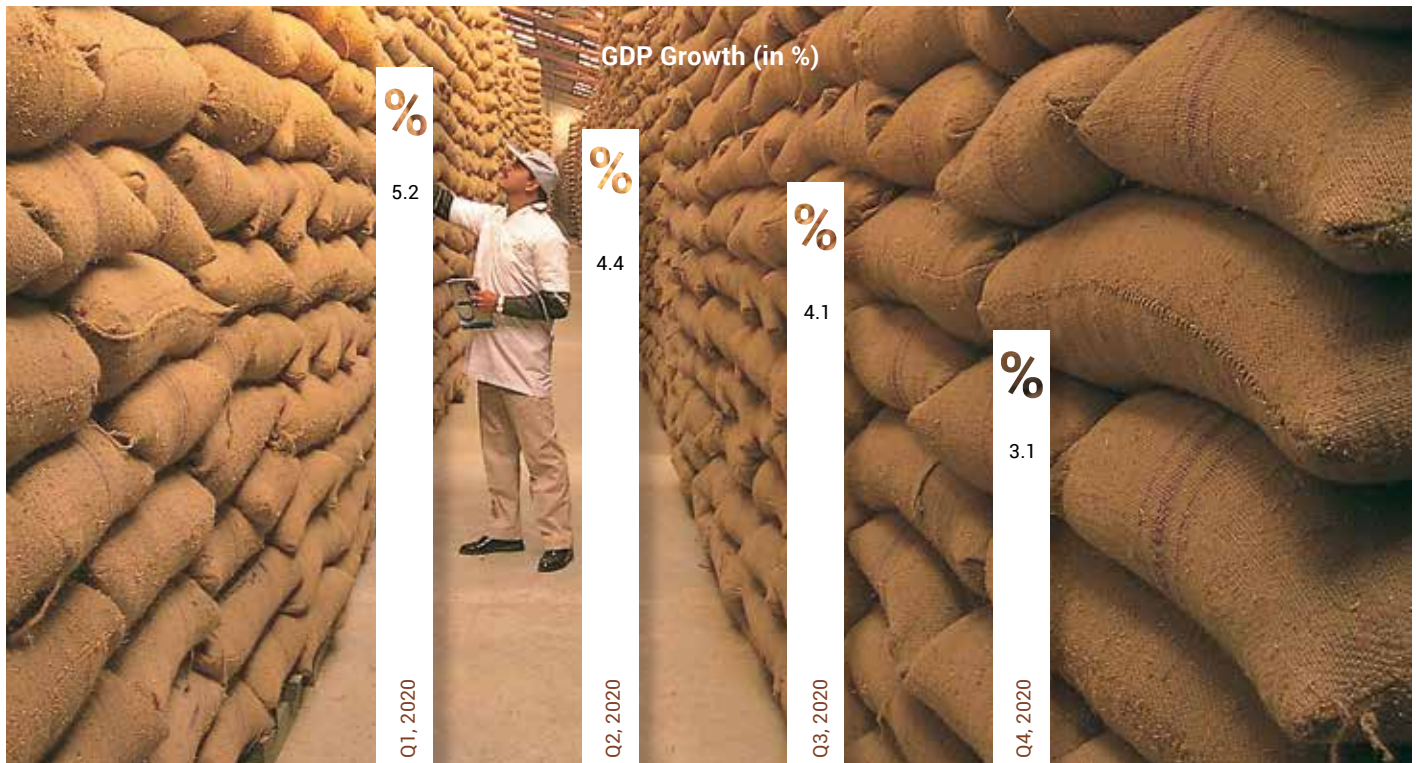 GDP Growth (in %)
%
5.2
Q1, 2020
%
4.4
Q2, 2020
%
4.1
Q3, 2020
%
3.1
Q4, 2020